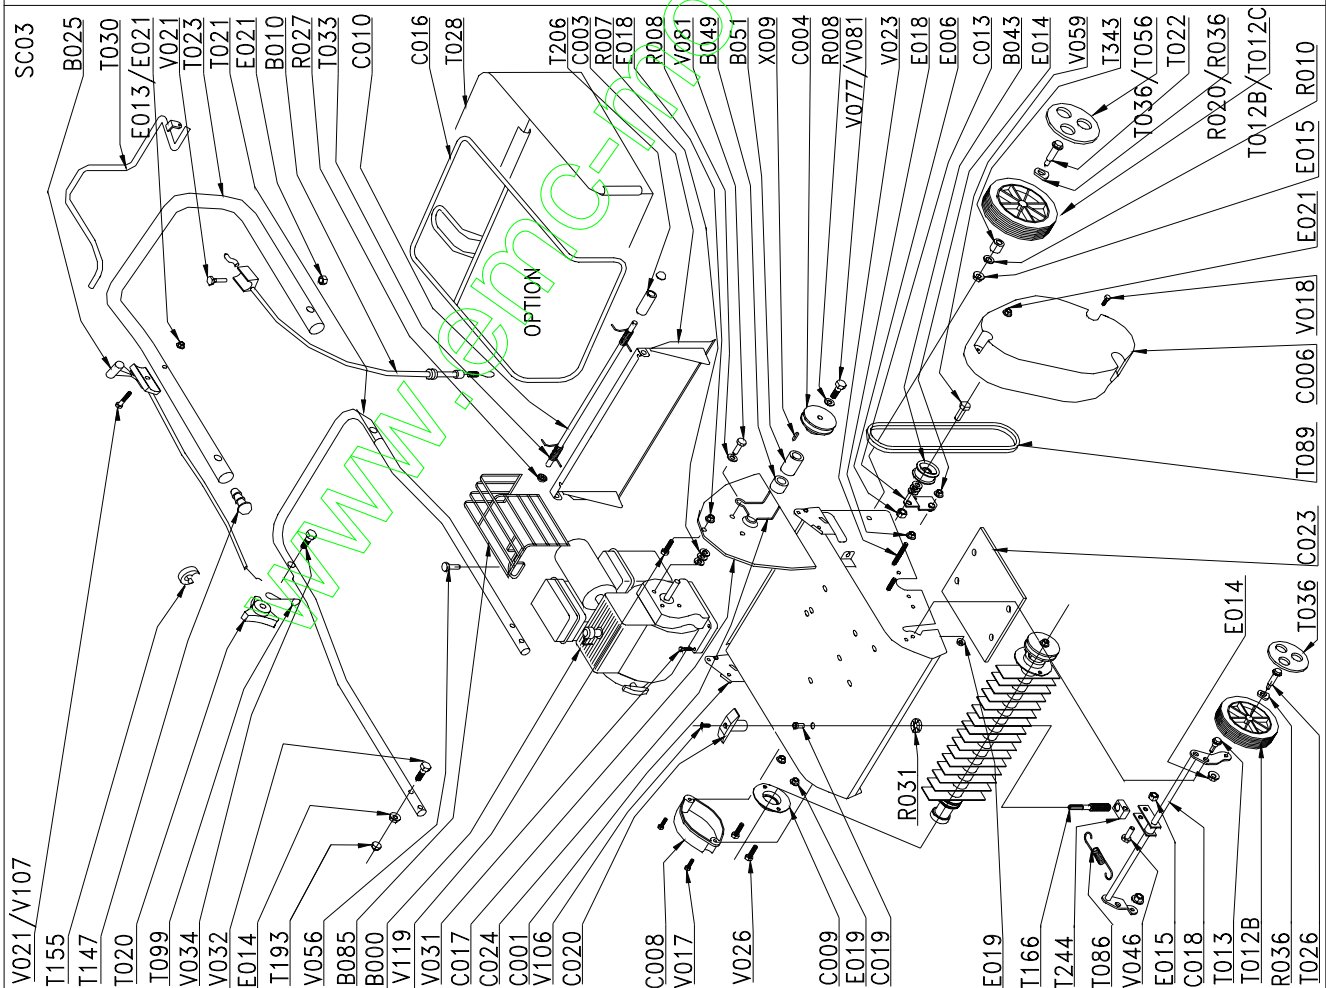 SC03
B025
T030
E013/E021
V021
T023
T021
E021
B010
R027
T033
C010
C016
T028
T206
C003
R007
E018
R008
V081
B049
B051
X009
C004
R008
V077/V081
V023
E018
E006
C013
B043
E014
V059
T343
T036/T056
T022
R020/R036
T012B/T012C
R010
E015
E021
V018
C006
T089
C023
E014
T036
OPTION
www.emc-mo
R031
V021/V107
T155
T147
T020
T099
V034
V032
E014
T193
V056
B085
B000
V119
V031
C017
C024
C001
V106
C020
C008
V017
V026
C009
E019
C019
E019
T166
T244
T086
V046
E015
C018
T013
T012B
R036
T026